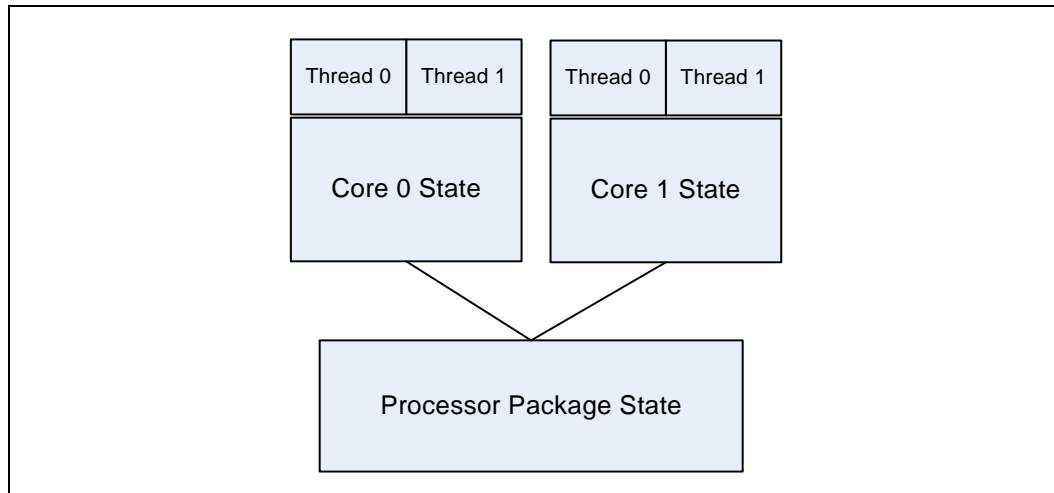 Thread 0 Thread 1 Thread 0 Thread 1
Core 0 State Core 1 State
Processor Package State